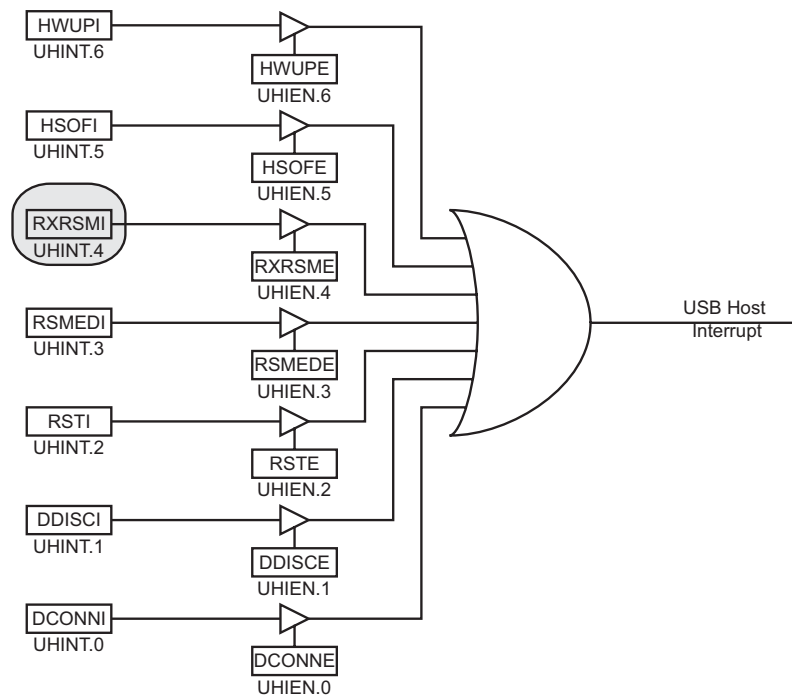 HWUPI
UHINT.6
HWUPE
UHIEN.6
HSOFI
UHINT.5
HSOFE
UHIEN.5
RXRSMI
UHINT.4
RXRSME
UHIEN.4
RSMEDI
UHINT.3
RSMEDE
UHIEN.3
RSTI
UHINT.2
RSTE
UHIEN.2
DDISCI
UHINT.1
DDISCE
UHIEN.1
DCONNI
UHINT.0
DCONNE
UHIEN.0
USB Host
Interrupt